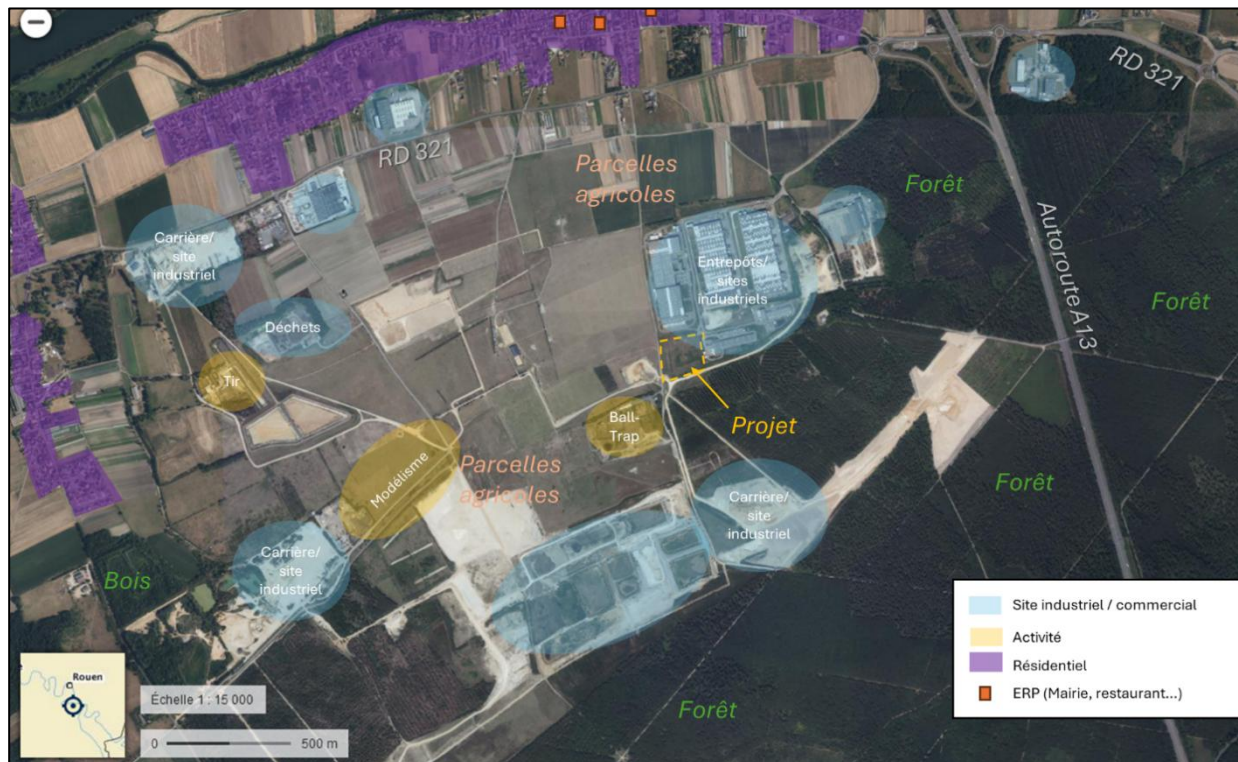 RD 321
RD 321
Parcelles
agricoles
Forêt
Carrière/
site
industriel
Entrepôts/
sites
industriels
Autoroute A13
Forêt
Déchets
Tir
Ball-
Trap
Projet
Modélisme
Parcelles
agricoles
Forêt
Carrière/
site
industriel
Carrière/
site
industriel
Bois
Forêt
Site industriel / commercial
Activité
Résidentiel
ERP (Mairie, restaurant...)
Rouen
Échelle 1 : 15 000
0 500 m